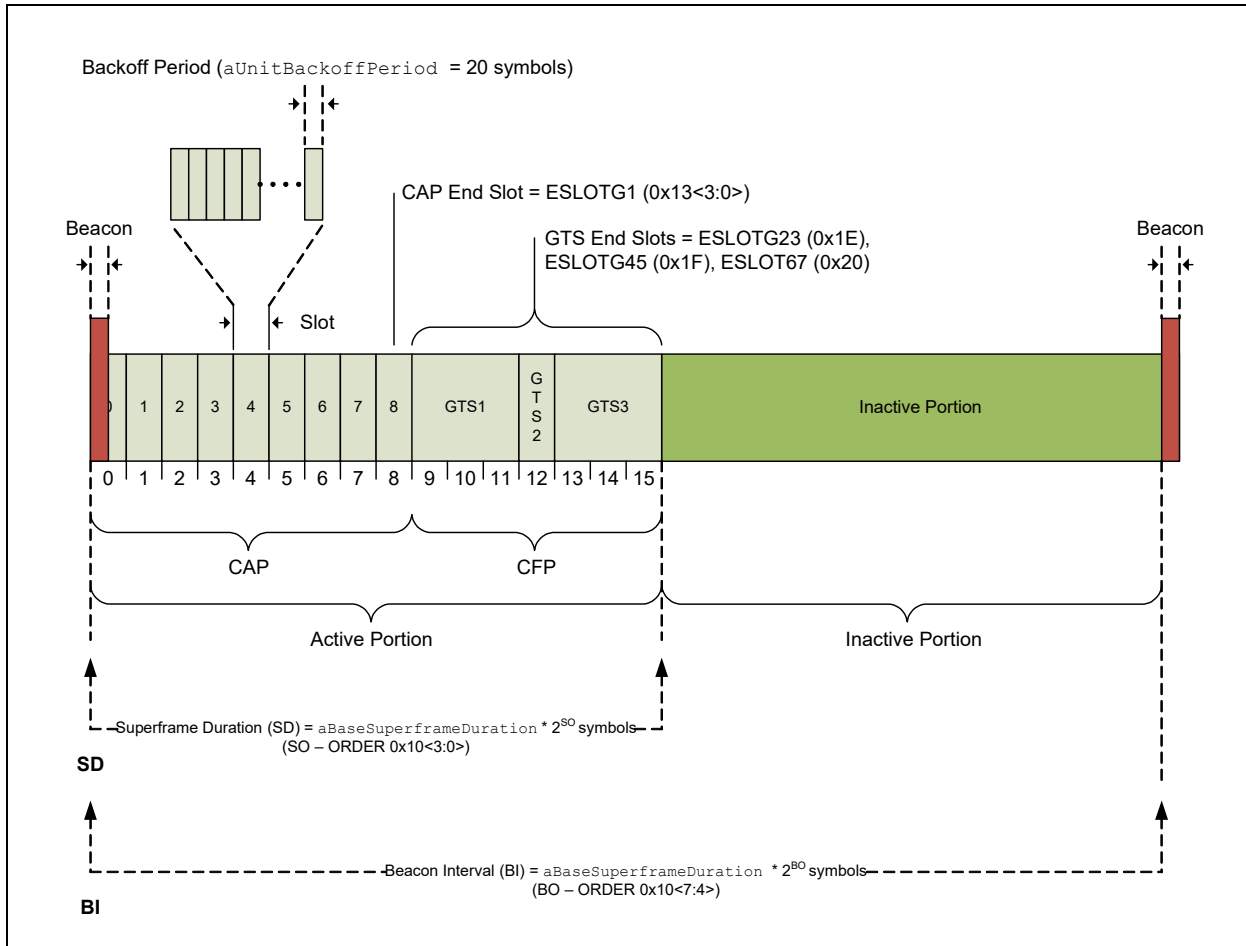 Backoff Period (aUnitBackoffPeriod = 20 symbols)
CAP End Slot = ESLOTG1 (0x13<3:0>)
GTS End Slots = ESLOTG23 (0x1E),
ESLOTG45 (0x1F), ESLOT67 (0x20)
Beacon
Beacon
Slot
0 1 2 3 4 5 6 7 8 GTS1 GTS2 GTS3 Inactive Portion
0 1 2 3 4 5 6 7 8 9 10 11 12 13 14 15
CAP CFP
Active Portion Inactive Portion
Superframe Duration (SD) = aBaseSuperframeDuration * 2^SO symbols
(SO – ORDER 0x10<3:0>)
SD
Beacon Interval (BI) = aBaseSuperframeDuration * 2^BO symbols
(BO – ORDER 0x10<7:4>)
BI